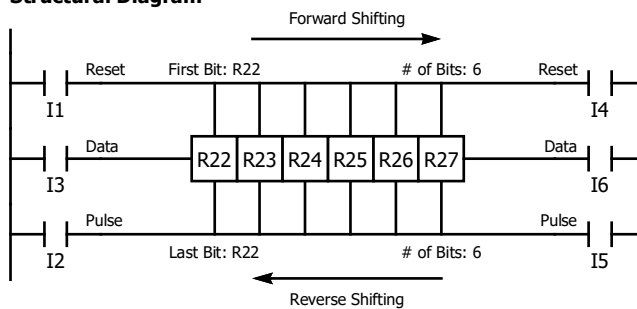 Structural Diagram
Forward Shifting
Reset First Bit: R22 # of Bits: 6 Reset
I1 I4
Data R22 R23 R24 R25 R26 R27 Data
I3 I6
Pulse Pulse
I2 Last Bit: R22 # of Bits: 6 I5
Reverse Shifting